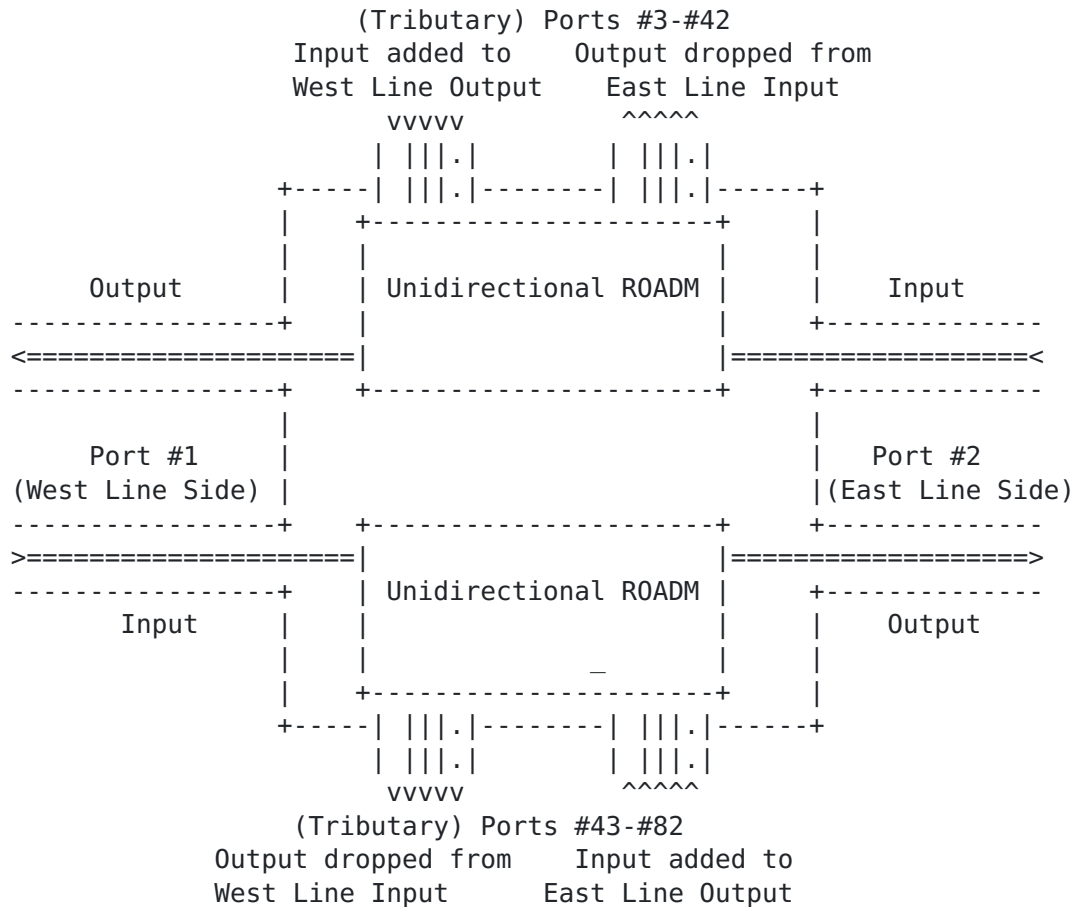 (Tributary) Ports #3-#42
Input added to    Output dropped from
West Line Output    East Line Input
vvvvv          ^^^^^
| |||.|        | |||.|
+-----| |||.|--------| |||.|------+
|    +----------------------+     |
|    |                      |     |
Output      |    | Unidirectional ROADM |     |    Input
-----------------+    |                      |     +--------------
<=====================|                      |===================<
-----------------+    +----------------------+     +--------------
|                                 |
Port #1     |                                 |   Port #2
(West Line Side) |                                 |(East Line Side)
-----------------+    +----------------------+     +--------------
>=====================|                      |===================>
-----------------+    | Unidirectional ROADM |     +--------------
Input    |    |                      |     |    Output
|    |              _       |     |
|    +----------------------+     |
+-----| |||.|--------| |||.|------+
| |||.|        | |||.|
vvvvv          ^^^^^
(Tributary) Ports #43-#82
Output dropped from    Input added to
West Line Input      East Line Output